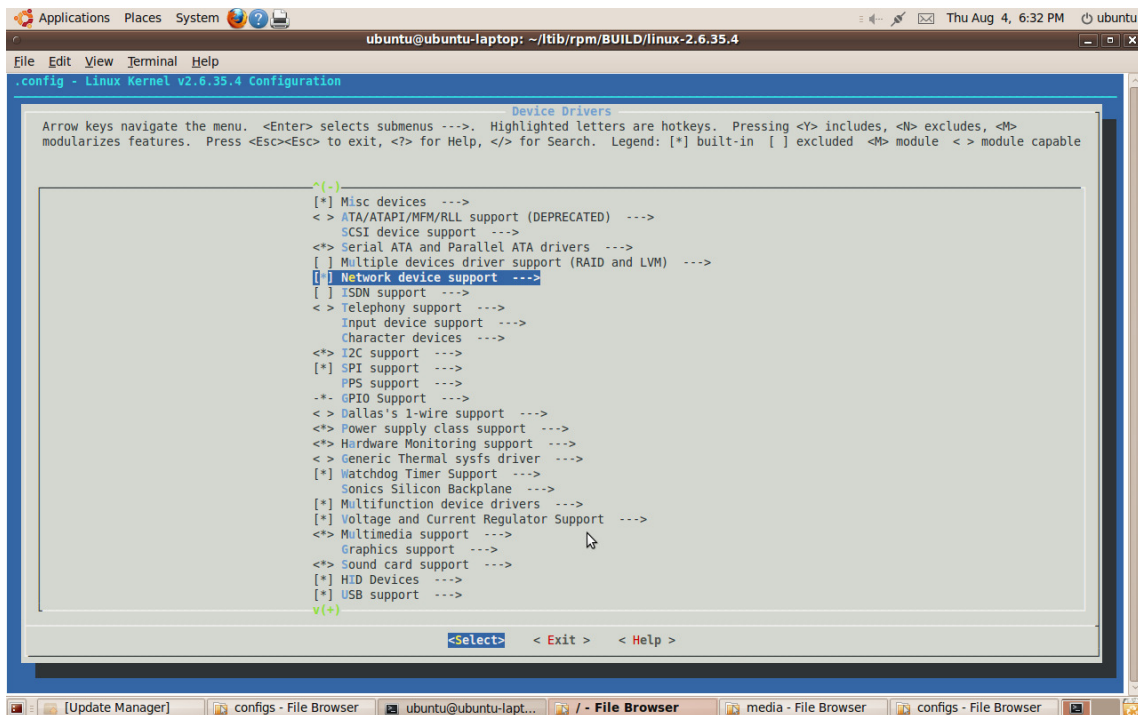 Applications Places System Thu Aug 4, 6:32 PM ubuntu
ubuntu@ubuntu-laptop: ~/ltib/rpm/BUILD/linux-2.6.35.4
File Edit View Terminal Help
.config - Linux Kernel v2.6.35.4 Configuration
Device Drivers
Arrow keys navigate the menu. <Enter> selects submenus --->. Highlighted letters are hotkeys. Pressing <Y> includes, <N> excludes, <M>
modularizes features. Press <Esc><Esc> to exit, <?> for Help, </> for Search. Legend: [*] built-in [ ] excluded <M> module < > module capable
^(-)
[*] Misc devices --->
< > ATA/ATAPI/MFM/RLL support (DEPRECATED) --->
SCSI device support --->
<*> Serial ATA and Parallel ATA drivers --->
[ ] Multiple devices driver support (RAID and LVM) --->
[*] Network device support --->
[ ] ISDN support --->
< > Telephony support --->
Input device support --->
Character devices --->
<*> I2C support --->
[*] SPI support --->
PPS support --->
-*- GPIO Support --->
< > Dallas's 1-wire support --->
<*> Power supply class support --->
<*> Hardware Monitoring support --->
< > Generic Thermal sysfs driver --->
[*] Watchdog Timer Support --->
Sonics Silicon Backplane --->
[*] Multifunction device drivers --->
[*] Voltage and Current Regulator Support --->
<*> Multimedia support --->
Graphics support --->
<*> Sound card support --->
[*] HID Devices --->
[*] USB support --->
v(+)
<Select> < Exit > < Help >
[Update Manager] configs - File Browser ubuntu@ubuntu-lapt... / - File Browser media - File Browser configs - File Browser